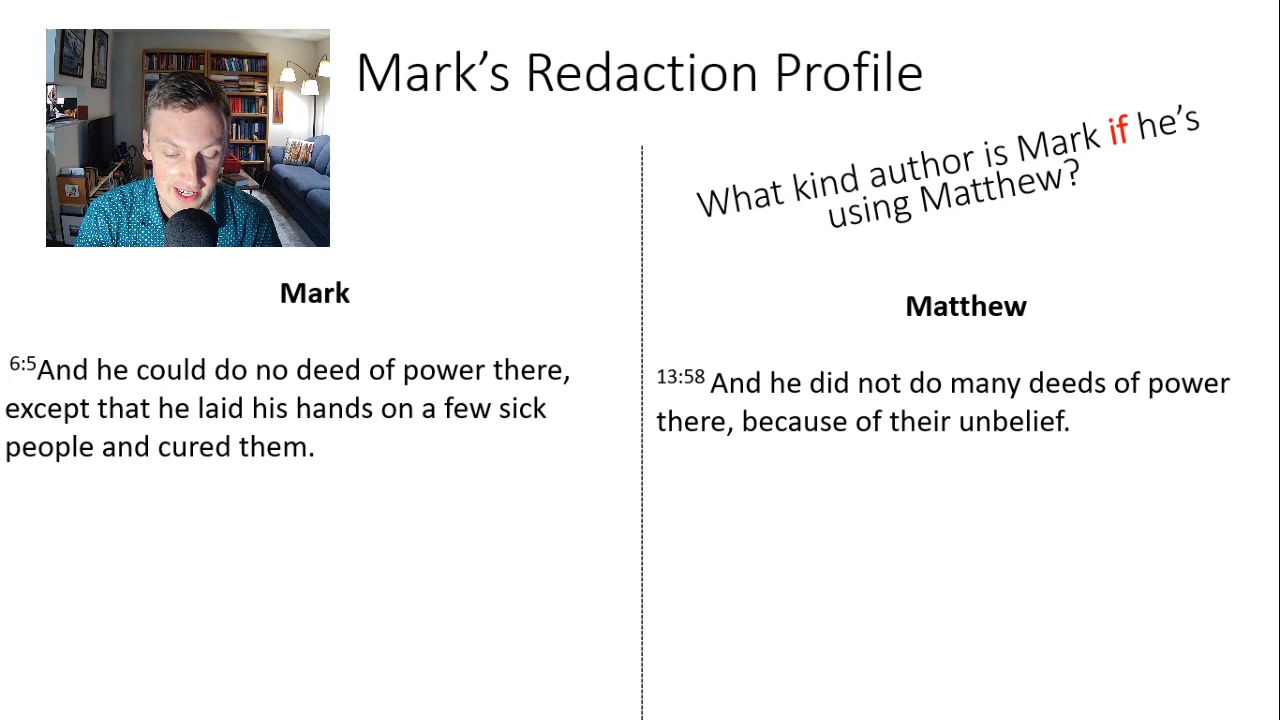 Mark’s Redaction Profile
What kind author is Mark if he’s
using Matthew?
Mark
6:5And he could do no deed of power there,
except that he laid his hands on a few sick
people and cured them.
Matthew
13:58 And he did not do many deeds of power
there, because of their unbelief.